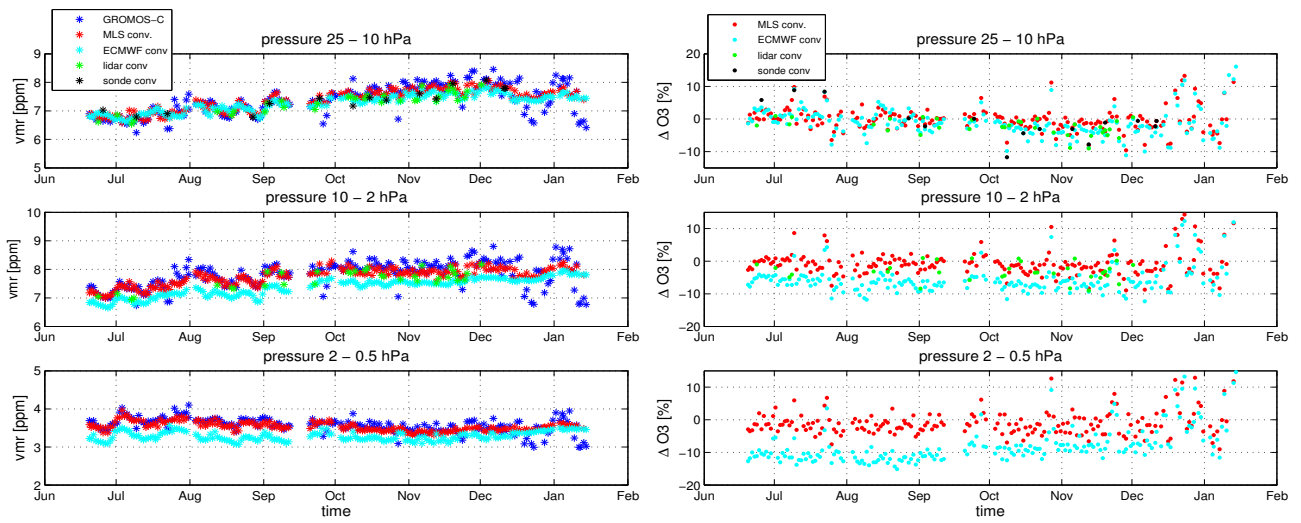 GROMOS−C
MLS conv.
ECMWF conv
lidar conv
sonde conv
pressure 25 − 10 hPa
vmr [ppm]
9
8
7
6
5
Jun Jul Aug Sep Oct Nov Dec Jan Feb
pressure 10 − 2 hPa
vmr [ppm]
10
9
8
7
6
Jun Jul Aug Sep Oct Nov Dec Jan Feb
pressure 2 − 0.5 hPa
vmr [ppm]
5
4
3
2
Jun Jul Aug Sep Oct Nov Dec Jan Feb
time
MLS conv.
ECMWF conv
lidar conv
sonde conv
pressure 25 − 10 hPa
Δ O3 [%]
20
10
0
−10
Jun Jul Aug Sep Oct Nov Dec Jan Feb
pressure 10 − 2 hPa
Δ O3 [%]
10
0
−10
−20
Jun Jul Aug Sep Oct Nov Dec Jan Feb
pressure 2 − 0.5 hPa
Δ O3 [%]
10
0
−10
−20
Jun Jul Aug Sep Oct Nov Dec Jan Feb
time